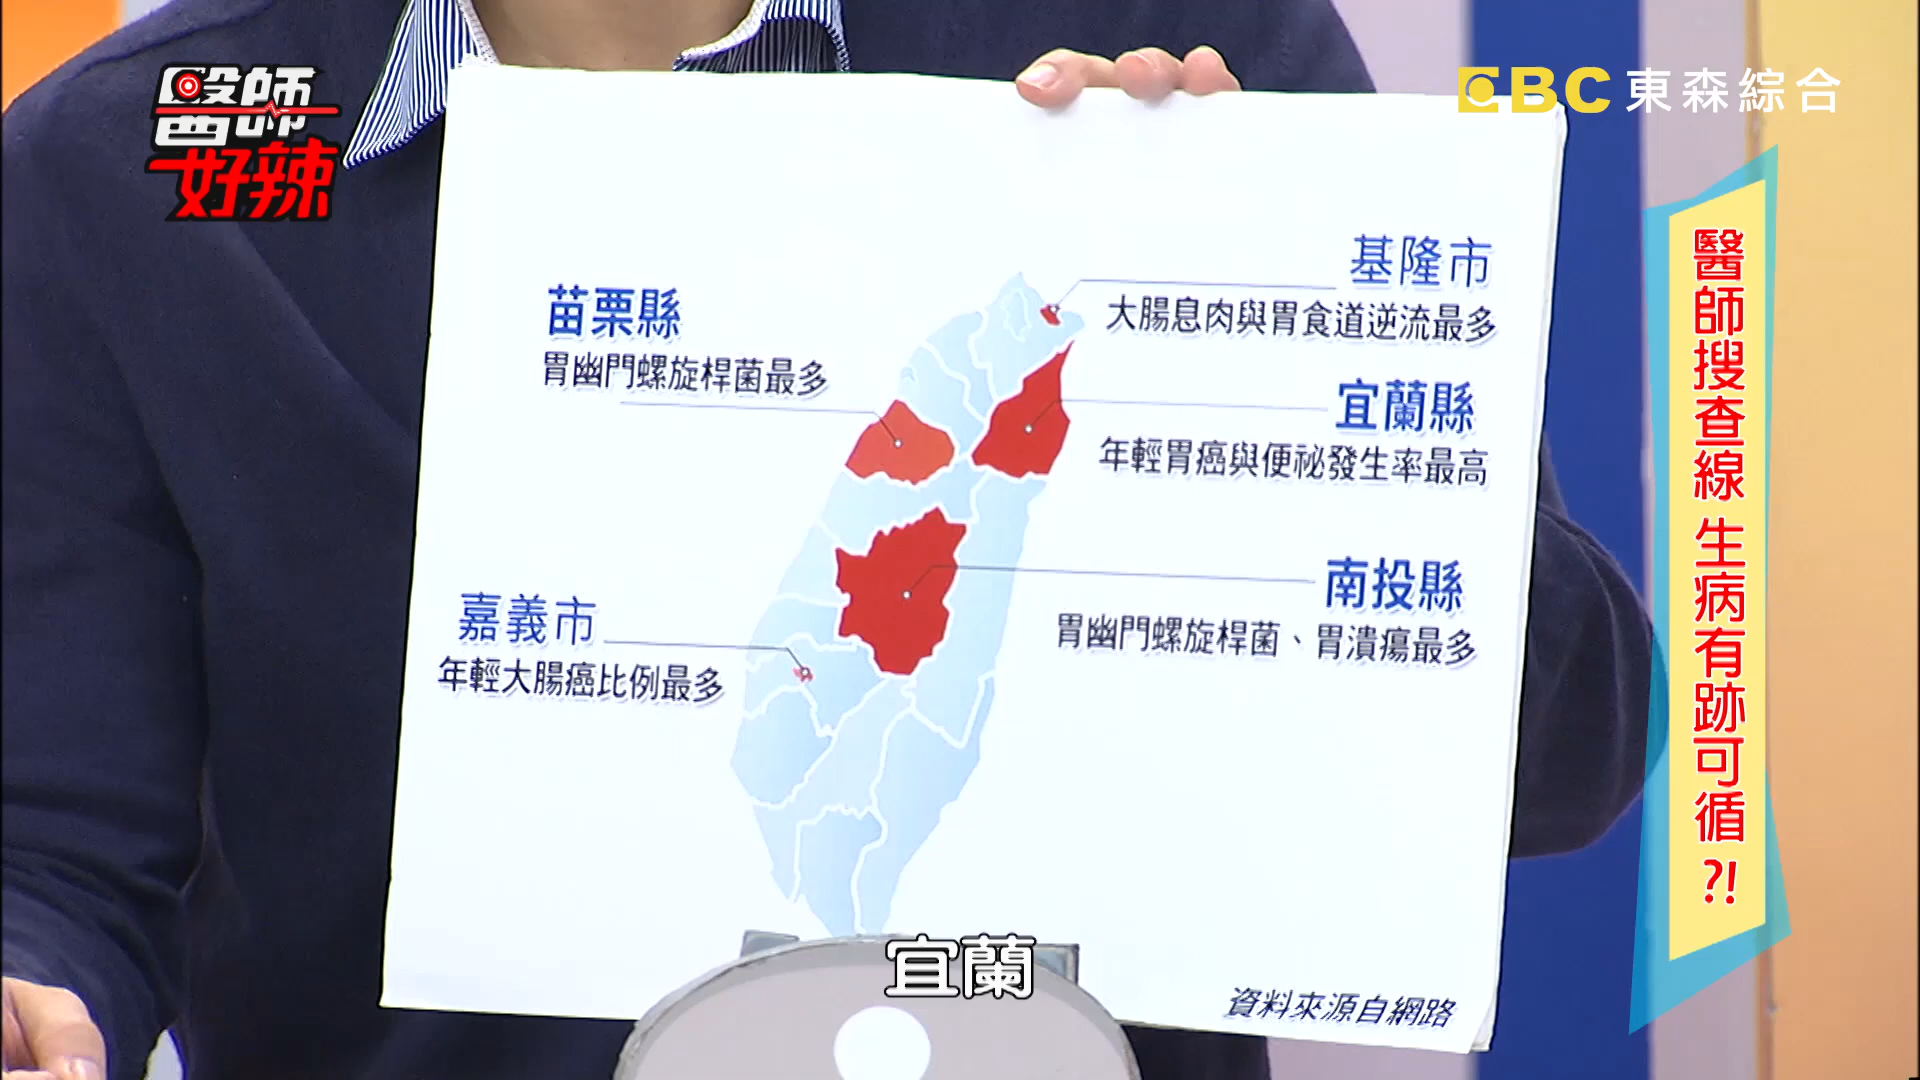 醫師
好辣
EBC 東森綜合
醫師搜查線 生病有跡可循?!
基隆市
大腸息肉與胃食道逆流最多
苗栗縣
胃幽門螺旋桿菌最多
宜蘭縣
年輕胃癌與便祕發生率最高
南投縣
胃幽門螺旋桿菌、胃潰瘍最多
嘉義市
年輕大腸癌比例最多
資料來源自網路
宜蘭